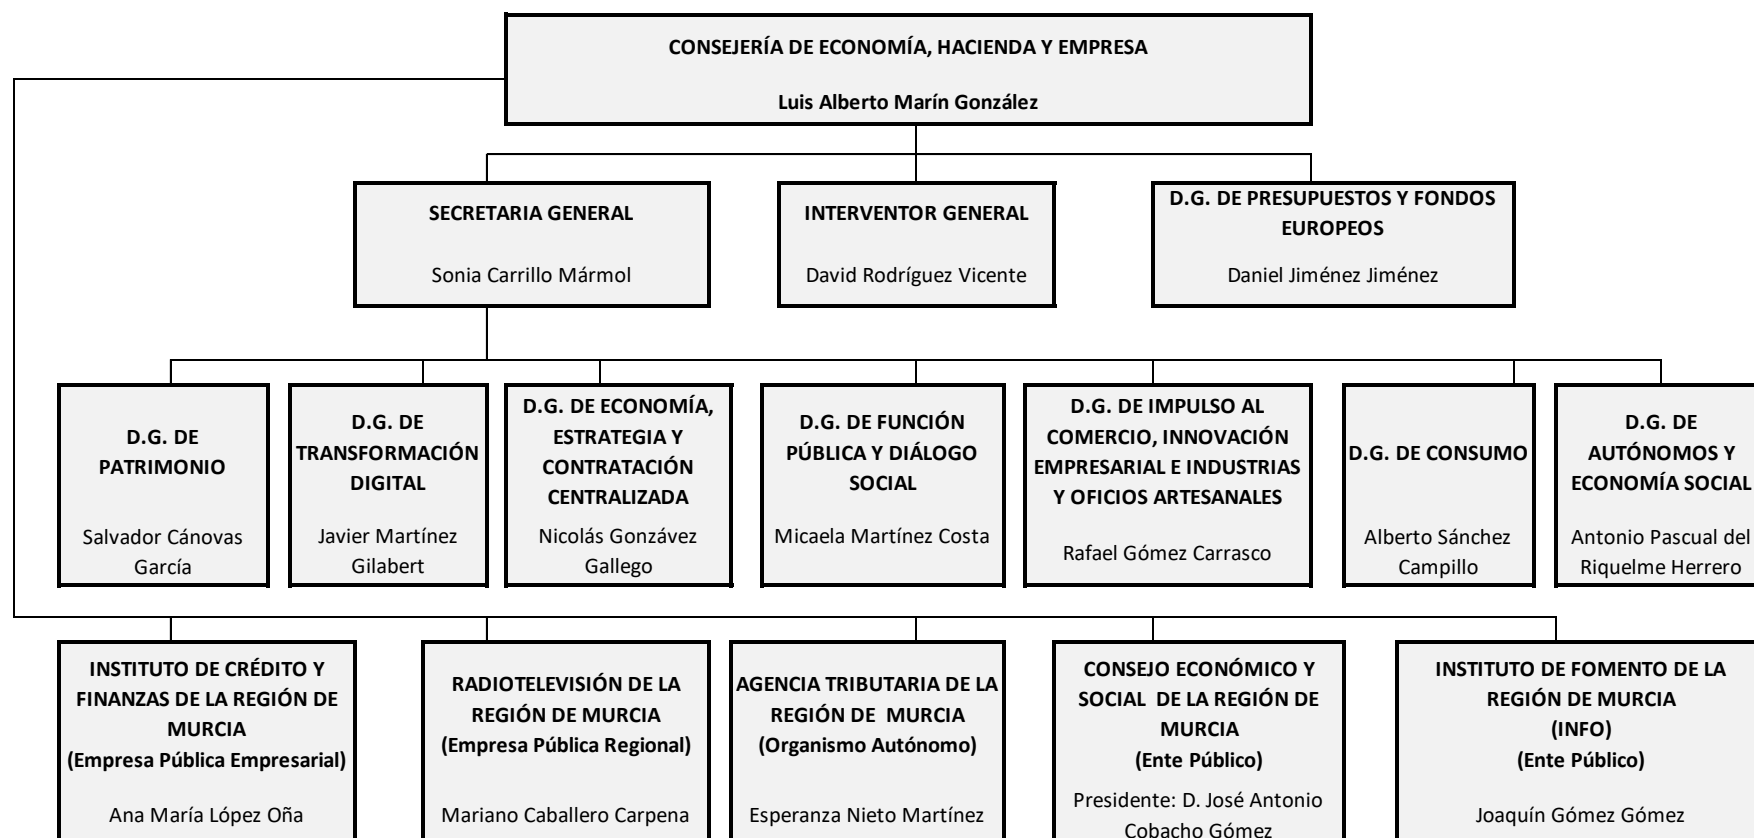 CONSEJERÍA DE ECONOMÍA, HACIENDA Y EMPRESA
Luis Alberto Marín González
SECRETARIA GENERAL
Sonia Carrillo Mármol
INTERVENTOR GENERAL
David Rodríguez Vicente
D.G. DE PRESUPUESTOS Y FONDOS
EUROPEOS
Daniel Jiménez Jiménez
D.G. DE
PATRIMONIO
Salvador Cánovas
García
D.G. DE
TRANSFORMACIÓN
DIGITAL
Javier Martínez
Gilabert
D.G. DE ECONOMÍA,
ESTRATEGIA Y
CONTRATACIÓN
CENTRALIZADA
Nicolás Gonzávez
Gallego
D.G. DE FUNCIÓN
PÚBLICA Y DIÁLOGO
SOCIAL
Micaela Martínez Costa
D.G. DE IMPULSO AL
COMERCIO, INNOVACIÓN
EMPRESARIAL E INDUSTRIAS
Y OFICIOS ARTESANALES
Rafael Gómez Carrasco
D.G. DE CONSUMO
Alberto Sánchez
Campillo
D.G. DE
AUTÓNOMOS Y
ECONOMÍA SOCIAL
Antonio Pascual del
Riquelme Herrero
INSTITUTO DE CRÉDITO Y
FINANZAS DE LA REGIÓN DE
MURCIA
(Empresa Pública Empresarial)
Ana María López Oña
RADIOTELEVISIÓN DE LA
REGIÓN DE MURCIA
(Empresa Pública Regional)
Mariano Caballero Carpena
AGENCIA TRIBUTARIA DE LA
REGIÓN DE MURCIA
(Organismo Autónomo)
Esperanza Nieto Martínez
CONSEJO ECONÓMICO Y
SOCIAL DE LA REGIÓN DE
MURCIA
(Ente Público)
Presidente: D. José Antonio
Cobacho Gómez
INSTITUTO DE FOMENTO DE LA
REGIÓN DE MURCIA
(INFO)
(Ente Público)
Joaquín Gómez Gómez